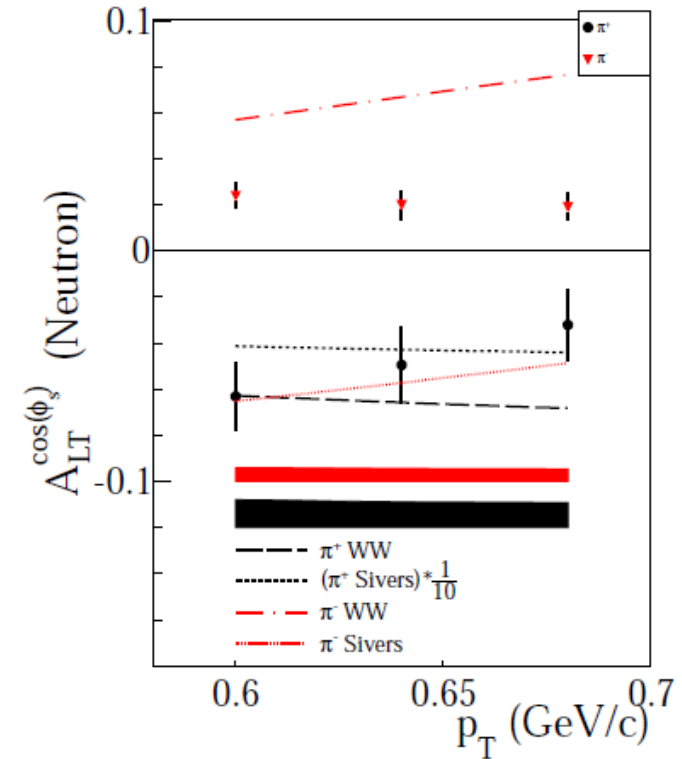 0.1
π⁺
π⁻
0
A_LT^cos(ϕ_s) (Neutron)
-0.1
π⁺ WW
(π⁺ Sivers)*1/10
π⁻ WW
π⁻ Sivers
0.6 0.65 0.7
p_T (GeV/c)